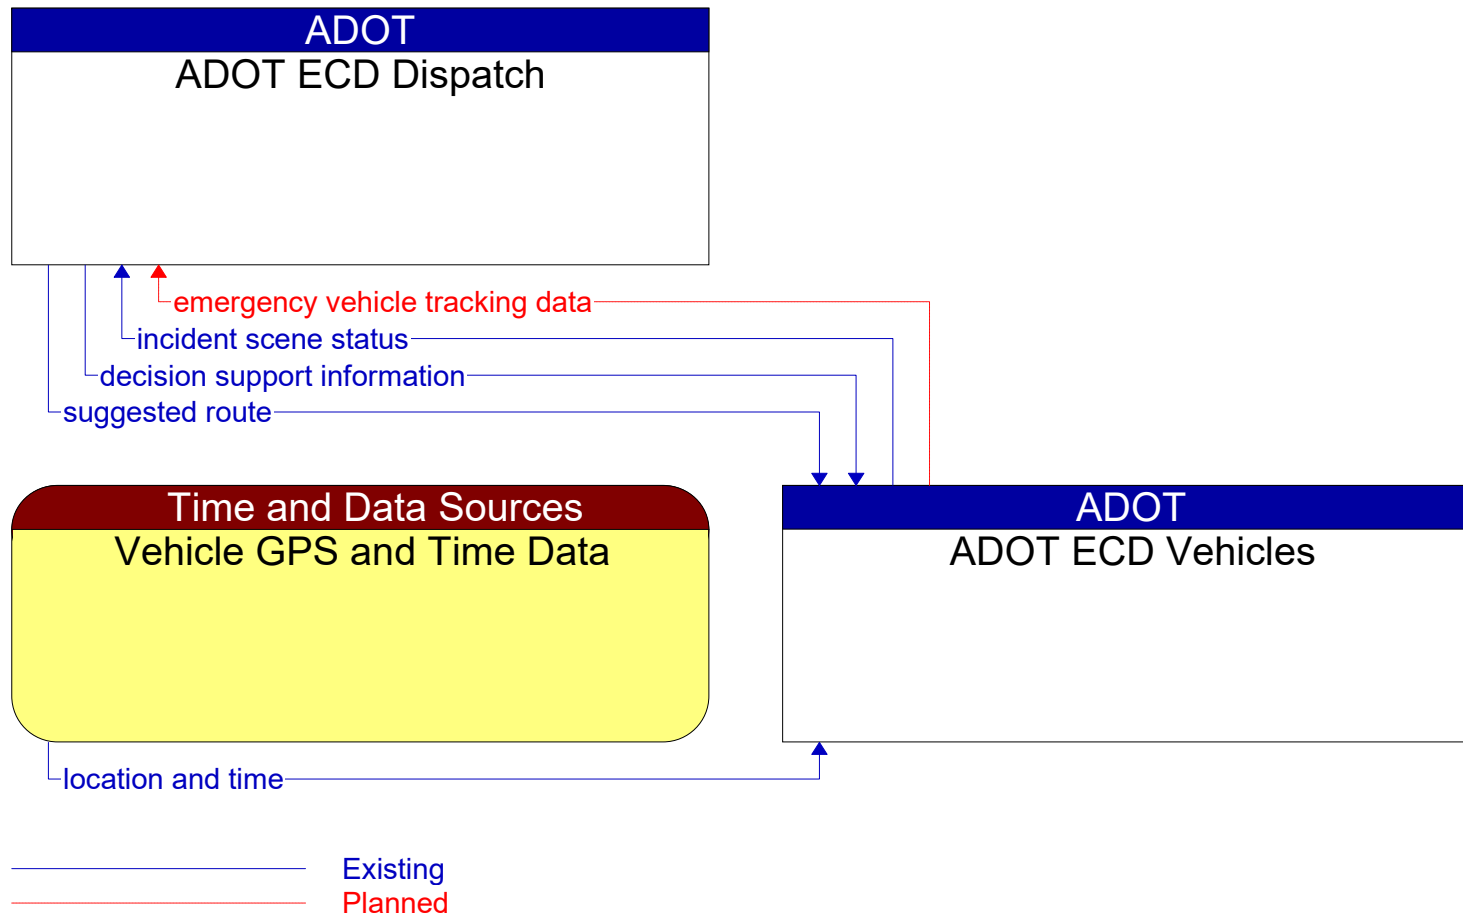 ADOT
ADOT ECD Dispatch
emergency vehicle tracking data
incident scene status
decision support information
suggested route
Time and Data Sources
Vehicle GPS and Time Data
ADOT
ADOT ECD Vehicles
location and time
Existing
Planned